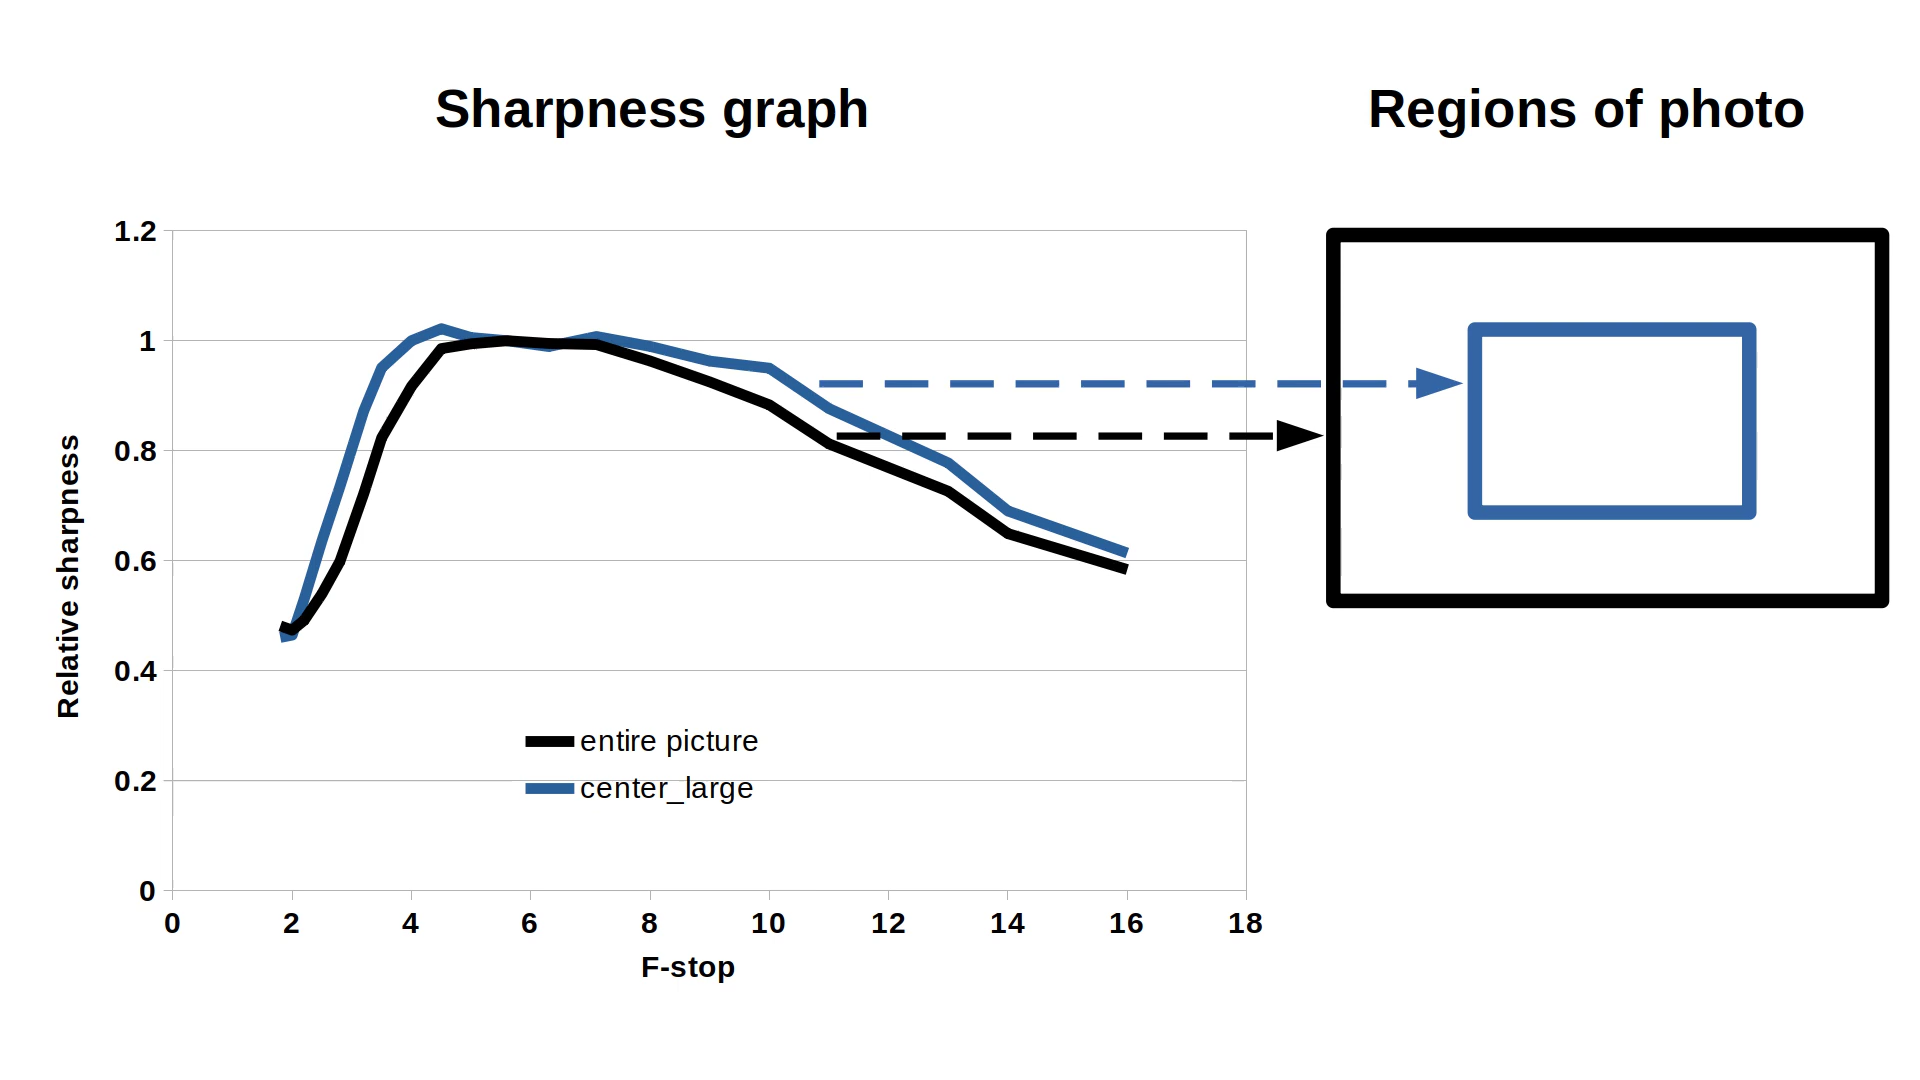 Sharpness graph
Regions of photo
1.2
1
0.8
0.6
0.4
0.2
0
Relative sharpness
entire picture
center_large
0 2 4 6 8 10 12 14 16 18
F-stop